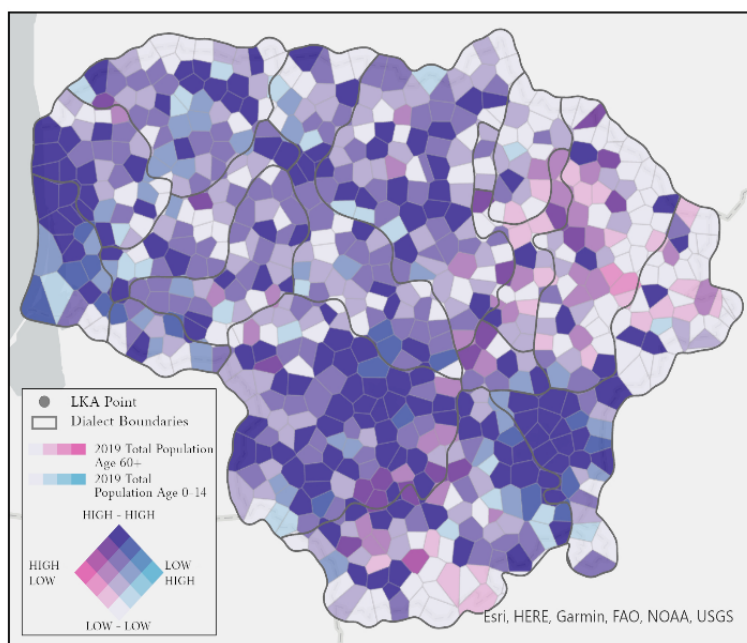 LKA Point
Dialect Boundaries
2019 Total Population
Age 60+
2019 Total
Population Age 0-14
HIGH - HIGH
HIGH
LOW
LOW
HIGH
LOW - LOW
Esri, HERE, Garmin, FAO, NOAA, USGS